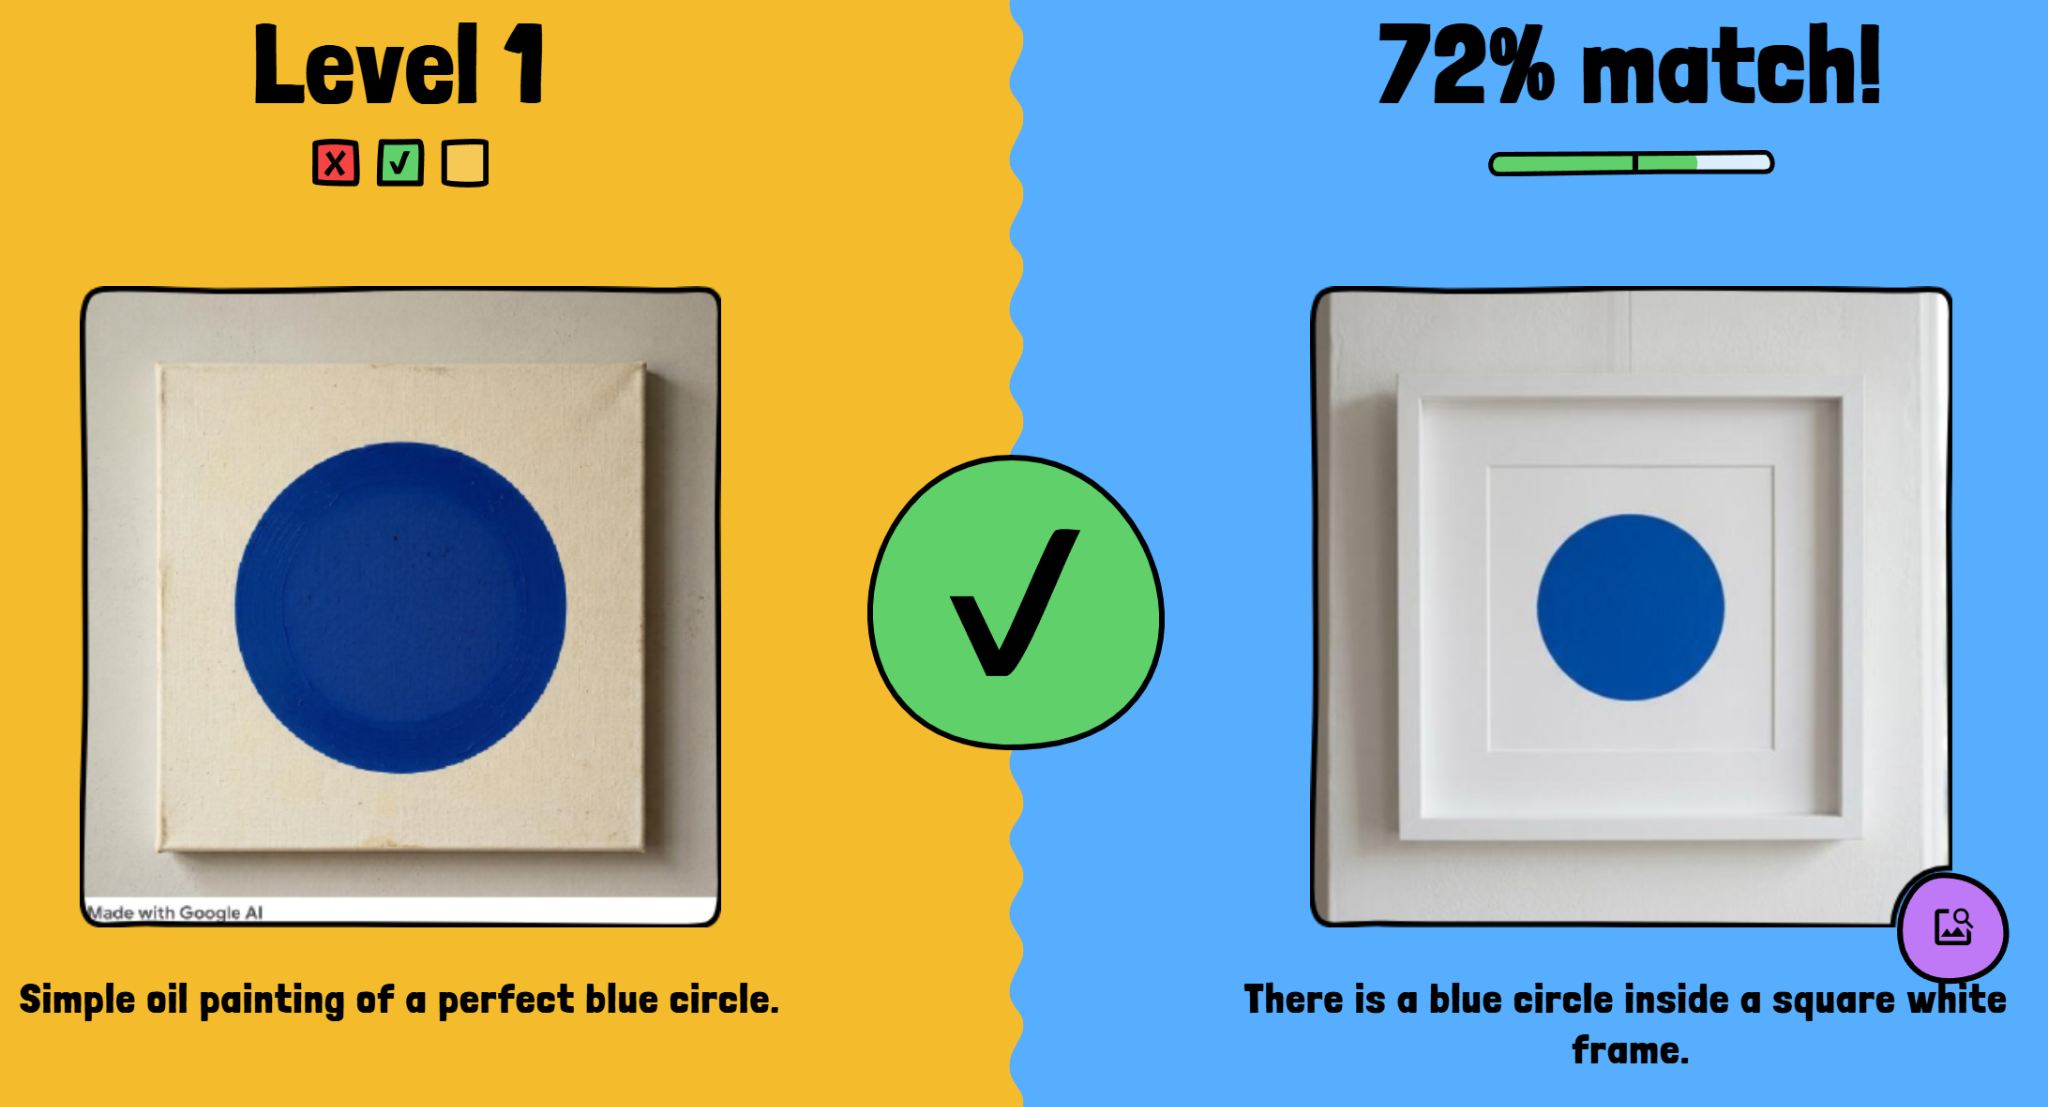 Level 1
72% match!
Made with Google AI
Simple oil painting of a perfect blue circle.
There is a blue circle inside a square white
frame.